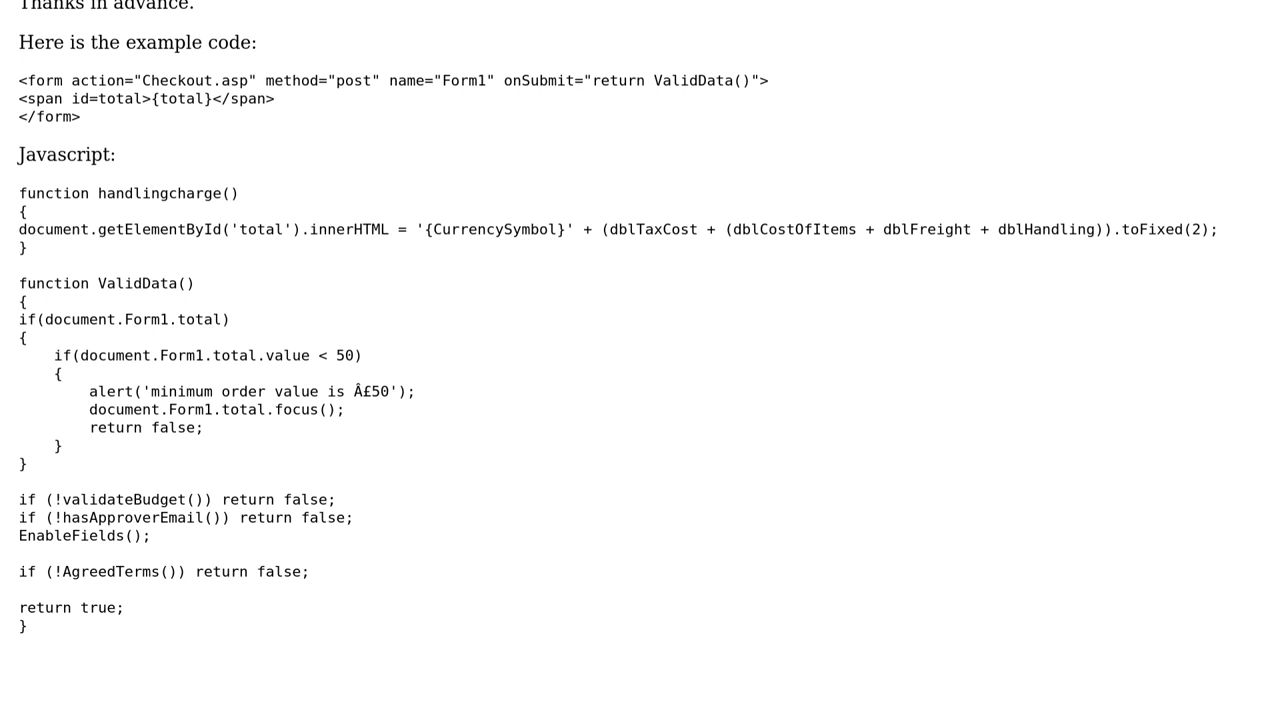 Thanks in advance.
Here is the example code:
<form action="Checkout.asp" method="post" name="Form1" onSubmit="return ValidData()">
<span id=total>{total}</span>
</form>
Javascript:
function handlingcharge()
{
document.getElementById('total').innerHTML = '{CurrencySymbol}' + (dblTaxCost + (dblCostOfItems + dblFreight + dblHandling)).toFixed(2);
}
function ValidData()
{
if(document.Form1.total)
{
    if(document.Form1.total.value < 50)
    {
        alert('minimum order value is Â£50');
        document.Form1.total.focus();
        return false;
    }
}
if (!validateBudget()) return false;
if (!hasApproverEmail()) return false;
EnableFields();
if (!AgreedTerms()) return false;
return true;
}